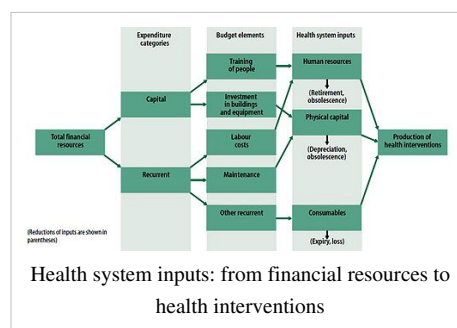 Expenditure
categories
Budget elements
Health system inputs
Training
of people
Human resources
(Retirement,
obsolescence)
Capital
Investment
in buildings
and equipment
Physical capital
Total financial
resources
Labour
costs
Production of
health interventions
(Depreciation,
obsolescence)
Recurrent
Maintenance
Other recurrent
Consumables
(Reductions of inputs are shown in
parentheses)
(Expiry, loss)
Health system inputs: from financial resources to
health interventions